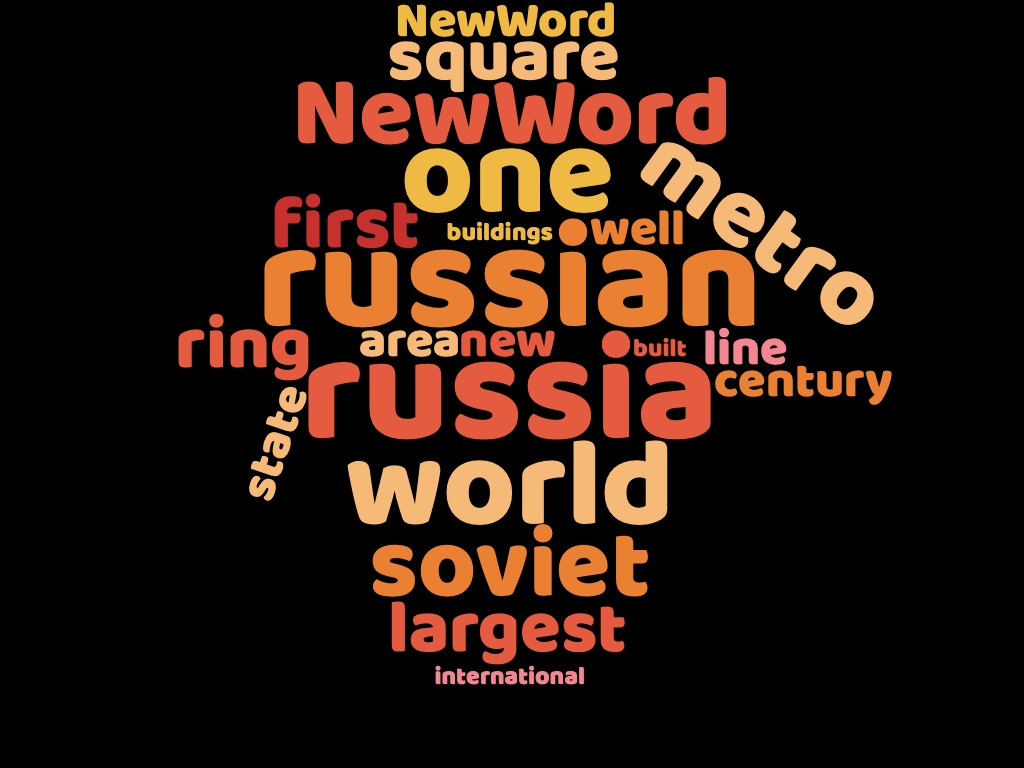 NewWord
square
NewWord
one
metro
first
buildings
well
russian
ring
area
new
built
line
century
russia
state
world
soviet
largest
international